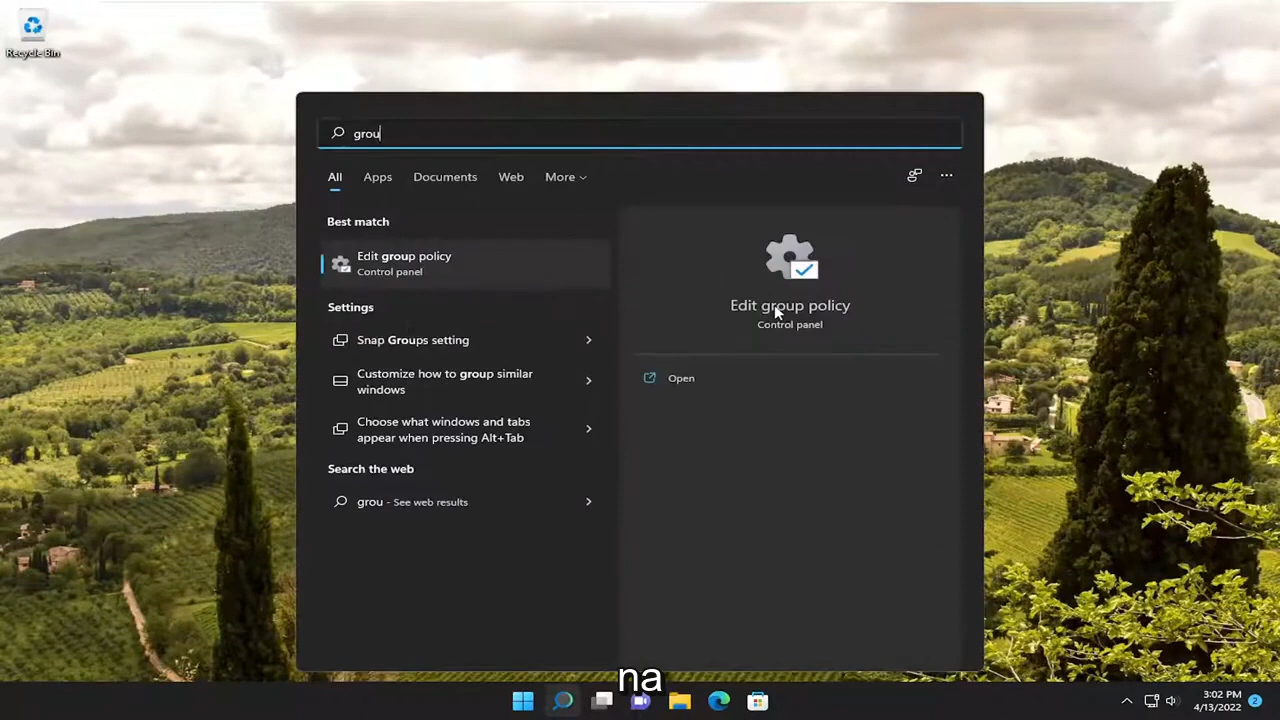 Recycle Bin
grou
All
Apps
Documents
Web
More
Best match
Edit group policy
Control panel
Settings
Snap Groups setting
Customize how to group similar
windows
Choose what windows and tabs
appear when pressing Alt+Tab
Search the web
grou - See web results
Edit group policy
Control panel
Open
na
3:02 PM
4/13/2022
2